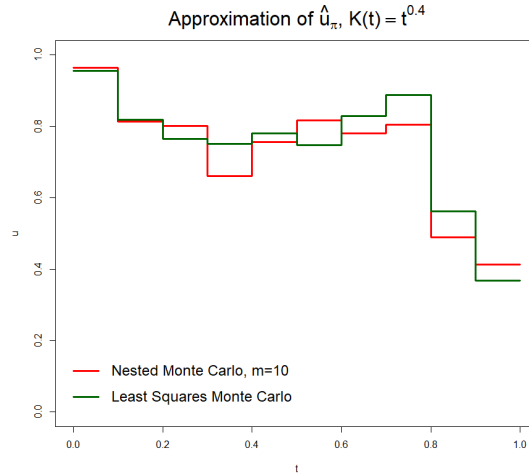 Approximation of û_π, K(t) = t^0.4
u
1.0
0.8
0.6
0.4
0.2
0.0
Nested Monte Carlo, m=10
Least Squares Monte Carlo
0.0 0.2 0.4 0.6 0.8 1.0
t